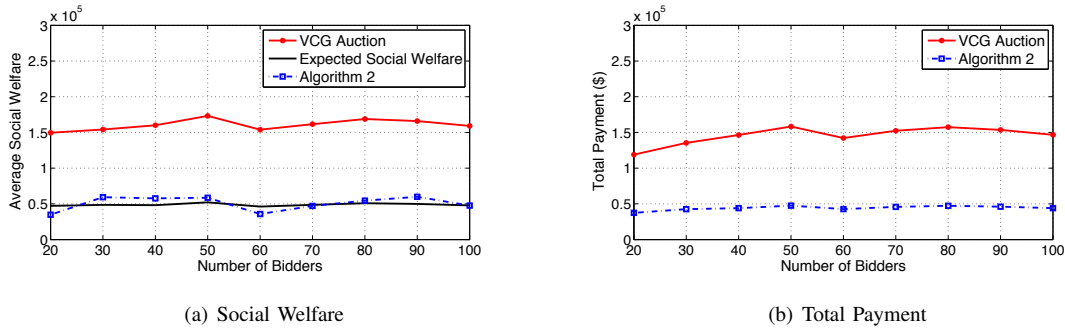 x 10^5
3
2.5
2
1.5
1
0.5
0
20 30 40 50 60 70 80 90 100
Average Social Welfare
Number of Bidders
VCG Auction
Expected Social Welfare
Algorithm 2
(a) Social Welfare
x 10^5
3
2.5
2
1.5
1
0.5
0
20 30 40 50 60 70 80 90 100
Total Payment ($)
Number of Bidders
VCG Auction
Algorithm 2
(b) Total Payment